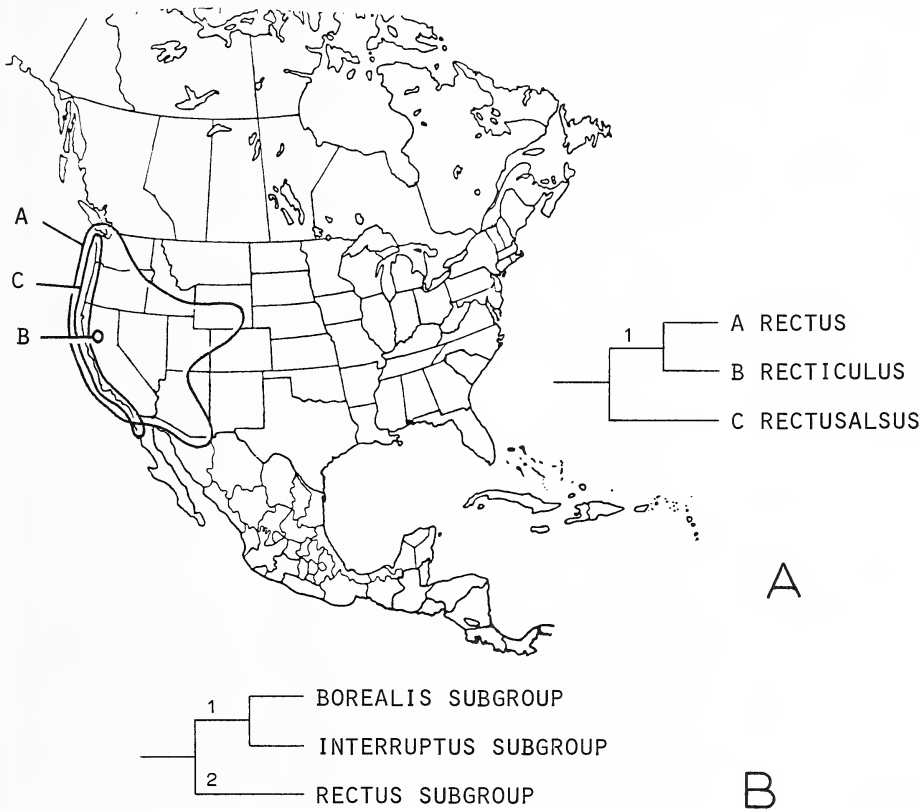 A
C
B
1
A RECTUS
B RECTICULUS
C RECTUSALSUS
A
1
BOREALIS SUBGROUP
INTERRUPTUS SUBGROUP
2
RECTUS SUBGROUP
B